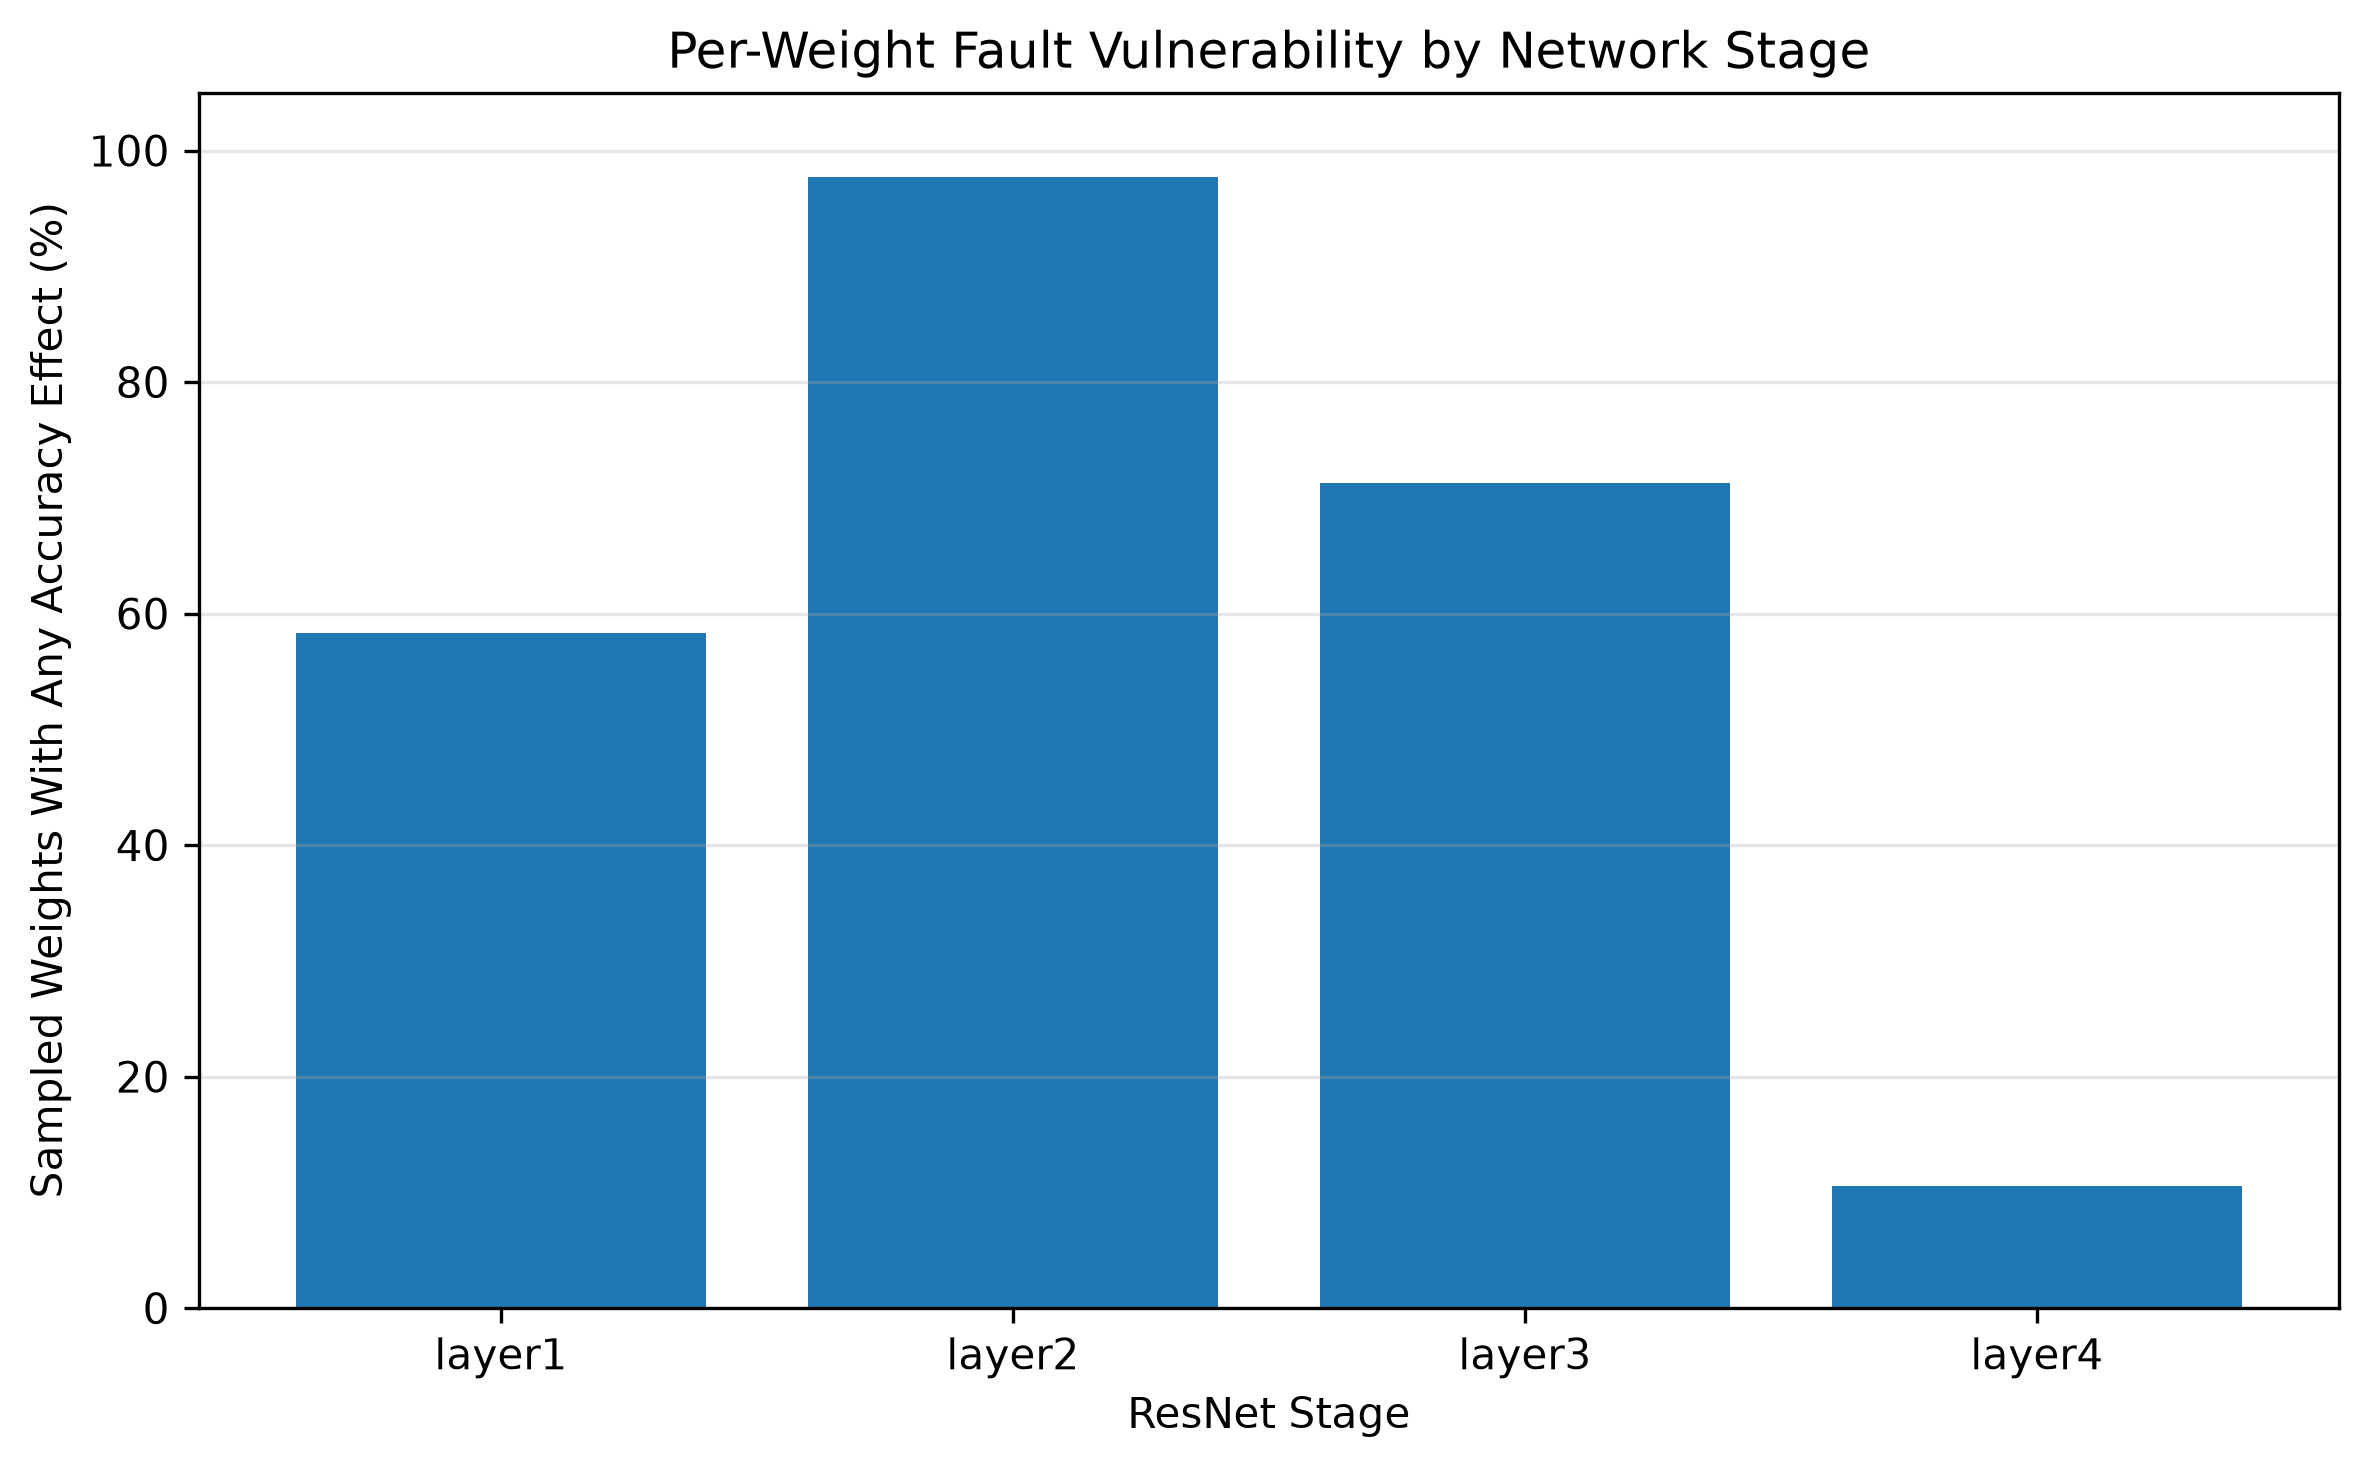 Per-Weight Fault Vulnerability by Network Stage
Sampled Weights With Any Accuracy Effect (%)
100
80
60
40
20
0
layer1 layer2 layer3 layer4
ResNet Stage